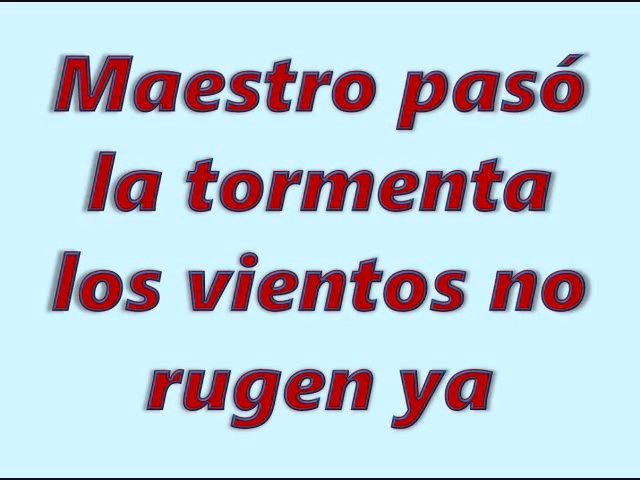 Maestro pasó
la tormenta
los vientos no
rugen ya